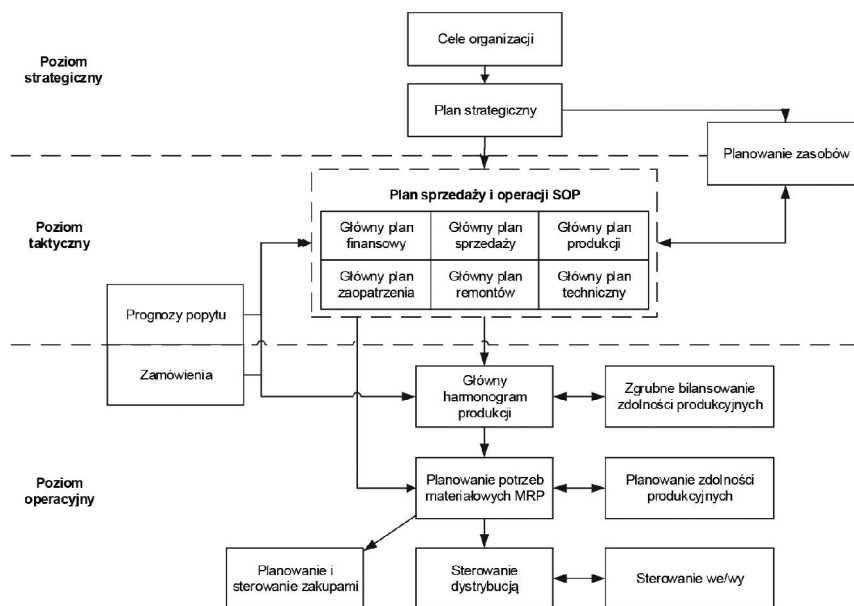 Cele organizacji
Poziom
strategiczny
Plan strategiczny
Planowanie zasobów
Plan sprzedaży i operacji SOP
Poziom
taktyczny
Główny plan
finansowy
Główny plan
sprzedaży
Główny plan
produkcji
Główny plan
zaopatrzenia
Główny plan
remontów
Główny plan
techniczny
Prognozy popytu
Zamówienia
Główny
harmonogram
produkcji
Zgrubne bilansowanie
zdolności produkcyjnych
Poziom
operacyjny
Planowanie potrzeb
materiałowych MRP
Planowanie zdolności
produkcyjnych
Planowanie i
sterowanie zakupami
Sterowanie
dystrybucją
Sterowanie we/wy